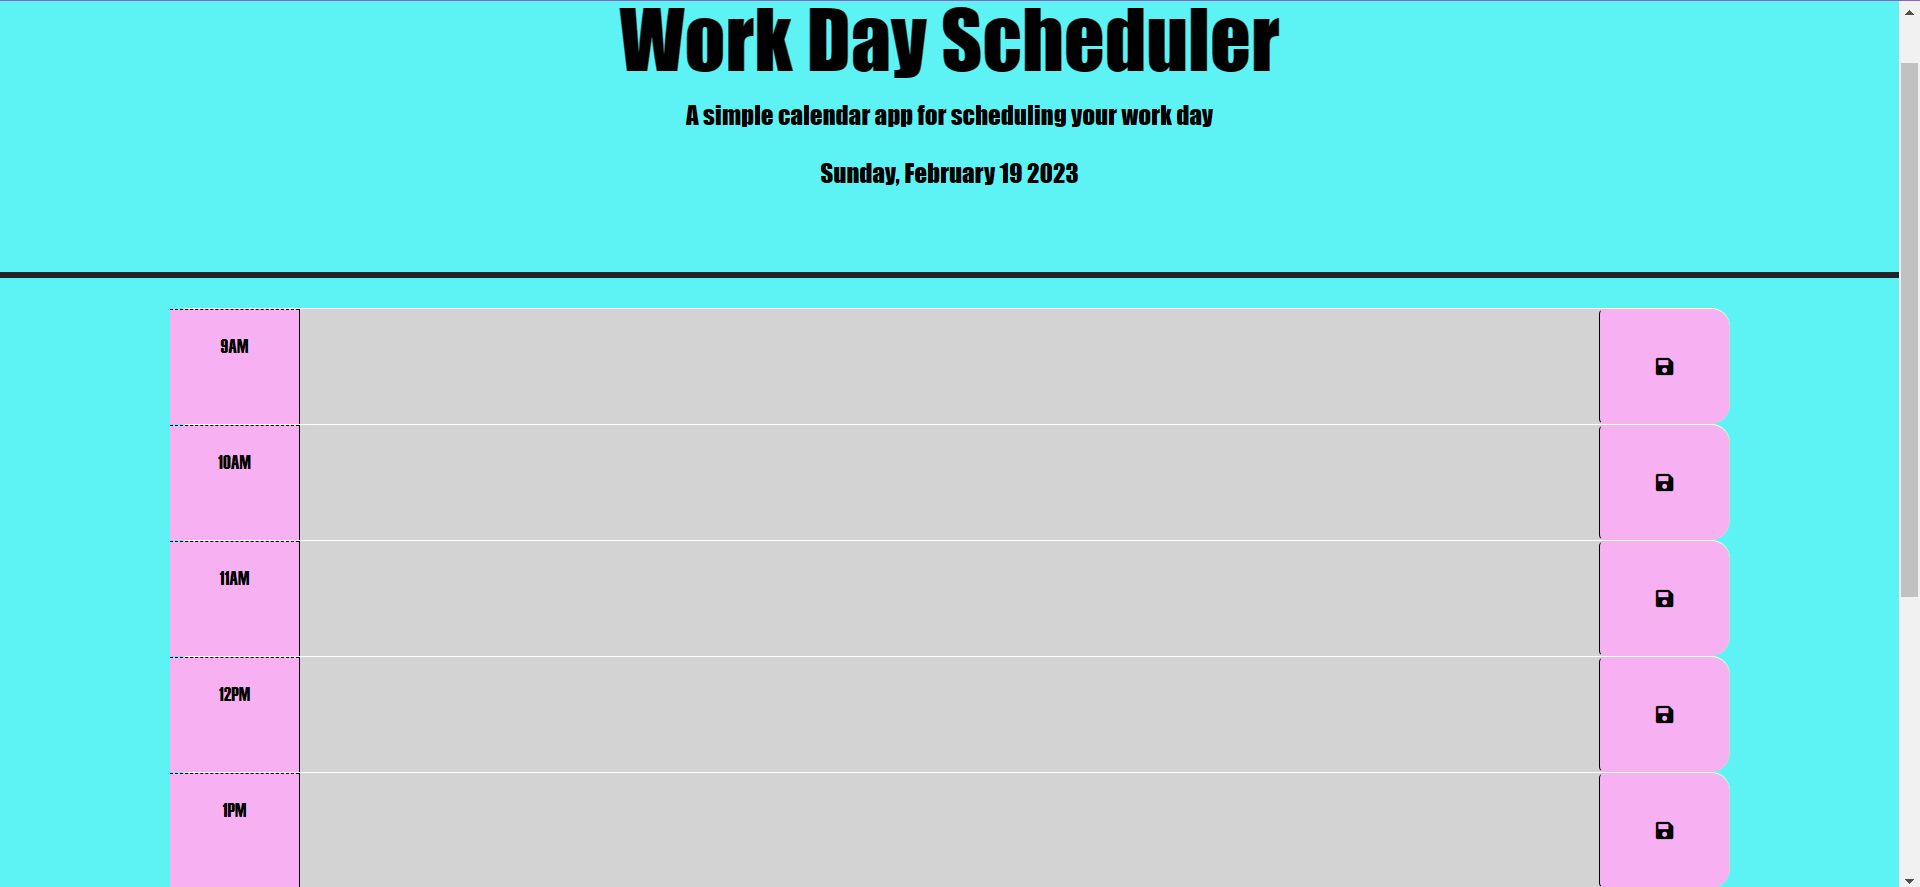 Work Day Scheduler
A simple calendar app for scheduling your work day
Sunday, February 19 2023
9AM
10AM
11AM
12PM
1PM